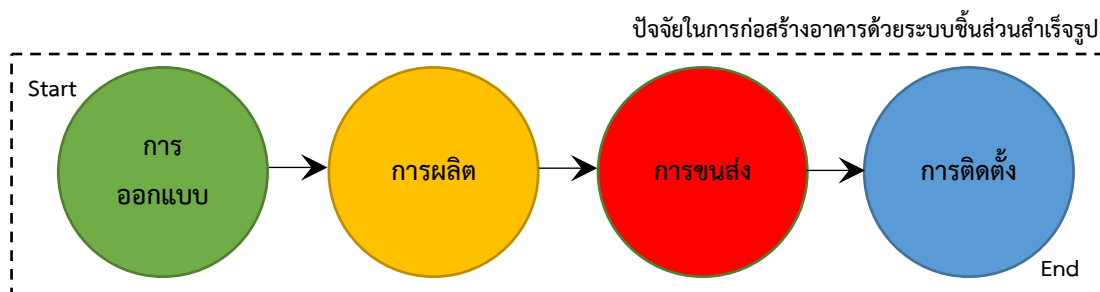 ปัจจัยในการก่อสร้างอาคารด้วยระบบชิ้นส่วนสำเร็จรูป
Start
การ
ออกแบบ
การผลิต
การขนส่ง
การติดตั้ง
End